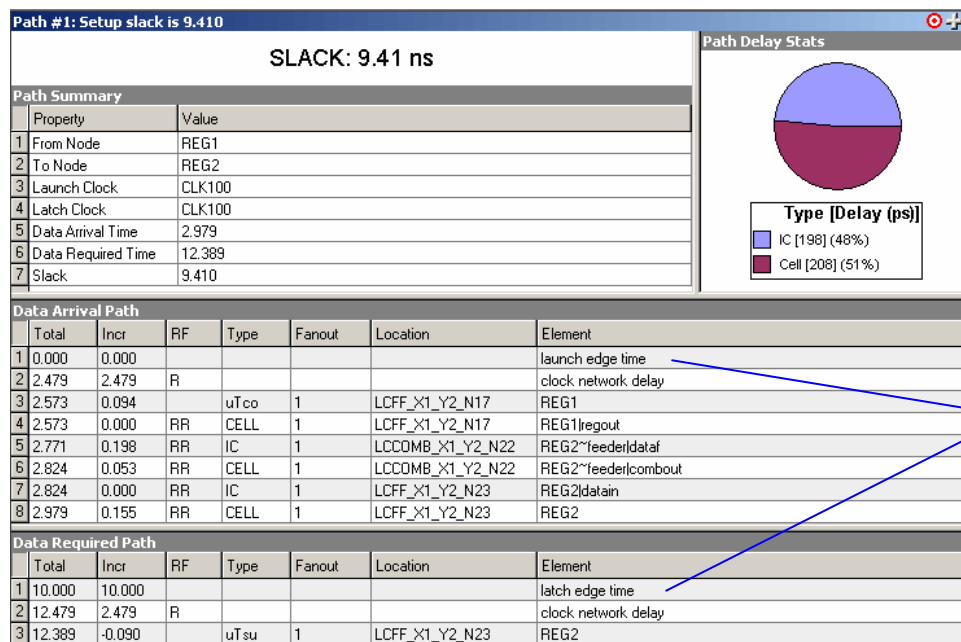 Path #1: Setup slack is 9.410
SLACK: 9.41 ns
Path Delay Stats
Type [Delay (ps)]
IC [198] (48%)
Cell [208] (51%)
Path Summary
Property Value
1 From Node REG1
2 To Node REG2
3 Launch Clock CLK100
4 Latch Clock CLK100
5 Data Arrival Time 2.979
6 Data Required Time 12.389
7 Slack 9.410
Data Arrival Path
Total Incr RF Type Fanout Location Element
1 0.000 0.000 launch edge time
2 2.479 2.479 R clock network delay
3 2.573 0.094 uTco 1 LCFF_X1_Y2_N17 REG1
4 2.573 0.000 RR CELL 1 LCFF_X1_Y2_N17 REG1|regout
5 2.771 0.198 RR IC 1 LCCOMB_X1_Y2_N22 REG2~feeder|dataf
6 2.824 0.053 RR CELL 1 LCCOMB_X1_Y2_N22 REG2~feeder|combout
7 2.824 0.000 RR IC 1 LCFF_X1_Y2_N23 REG2|datain
8 2.979 0.155 RR CELL 1 LCFF_X1_Y2_N23 REG2
Data Required Path
Total Incr RF Type Fanout Location Element
1 10.000 10.000 latch edge time
2 12.479 2.479 R clock network delay
3 12.389 -0.090 uTsu 1 LCFF_X1_Y2_N23 REG2